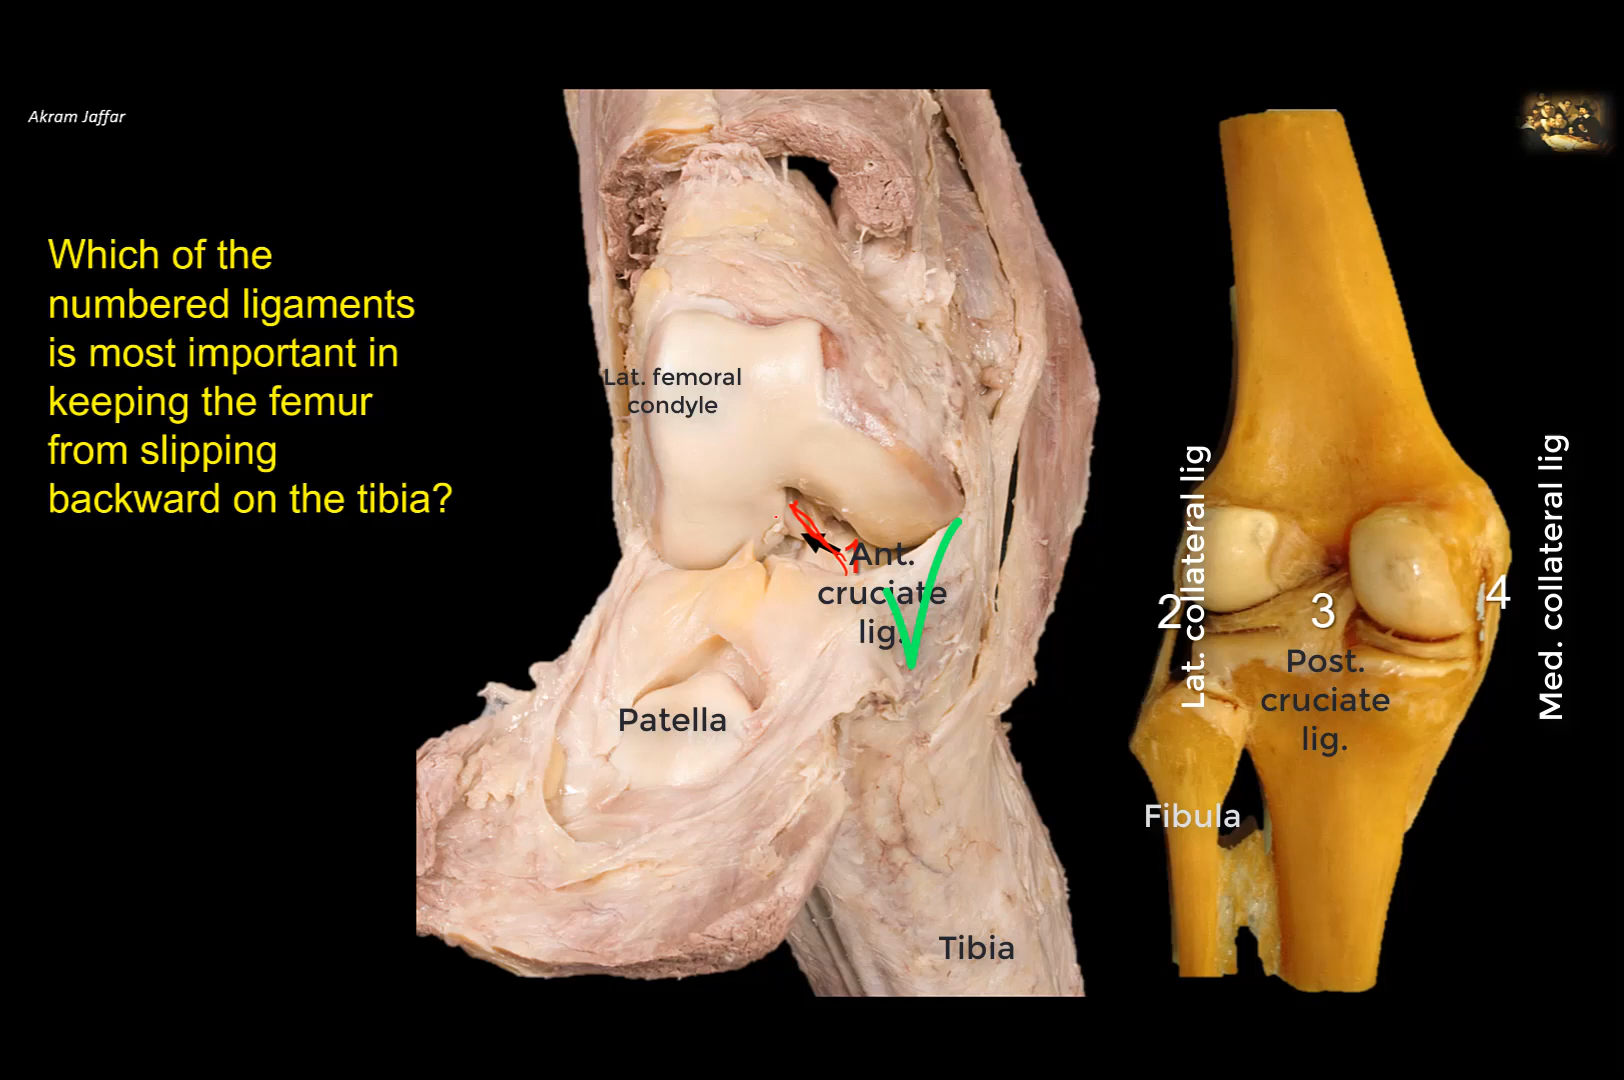 Akram Jaffar
Which of the
numbered ligaments
is most important in
keeping the femur
from slipping
backward on the tibia?
Lat. femoral
condyle
1
Ant.
cruciate
lig.
Patella
Tibia
2
Lat. collateral lig
3
Post.
cruciate
lig.
4
Med. collateral lig
Fibula